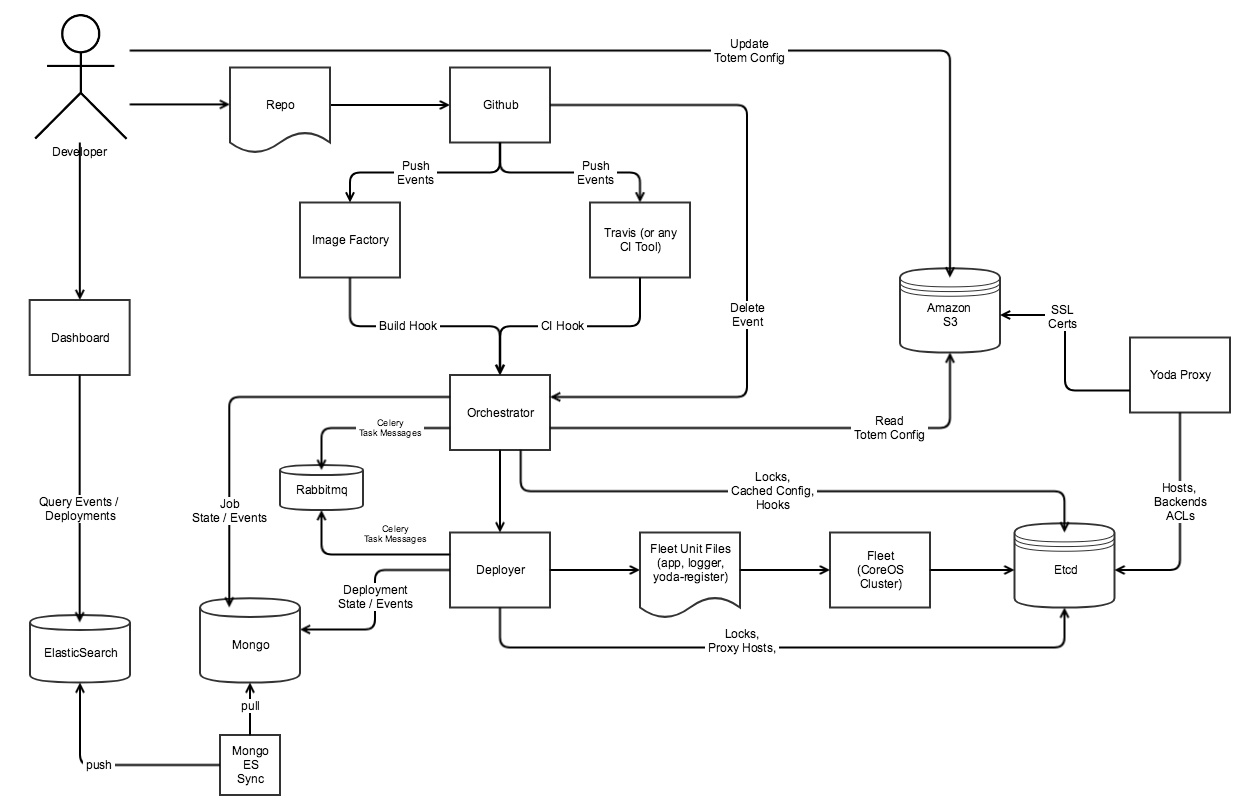 Update
Totem Config
Repo
Github
Developer
Push
Events
Push
Events
Image Factory
Travis (or any
CI Tool)
Delete
Event
Amazon
S3
SSL
Certs
Dashboard
Build Hook
CI Hook
Yoda Proxy
Orchestrator
Celery
Task Messages
Read
Totem Config
Rabbitmq
Locks,
Cached Config,
Hooks
Hosts,
Backends
ACLs
Query Events /
Deployments
Job
State / Events
Celery
Task Messages
Deployer
Fleet Unit Files
(app, logger,
yoda-register)
Fleet
(CoreOS
Cluster)
Etcd
Deployment
State / Events
Locks,
Proxy Hosts,
ElasticSearch
Mongo
pull
push
Mongo
ES
Sync